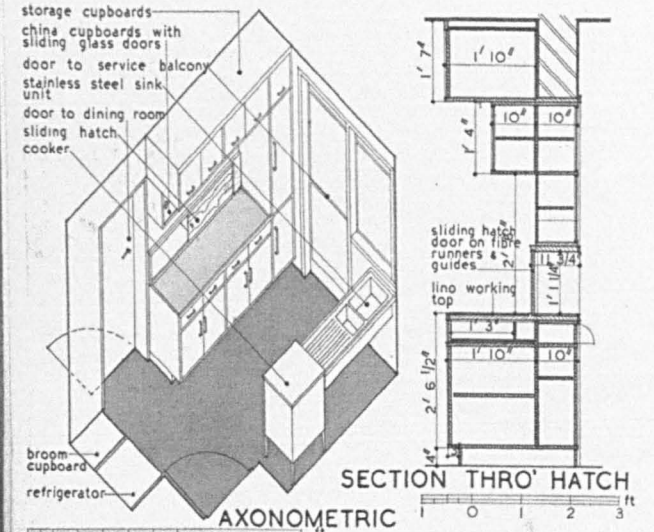 storage cupboards
china cupboards with
sliding glass doors
door to service balcony
stainless steel sink
unit
door to dining room
sliding hatch
cooker
broom
cupboard
refrigerator
AXONOMETRIC
ft
1' 7"
1' 10"
10"
10"
1' 4"
sliding hatch
door on fibre
runners &
guides
11 3/4"
1' 1 1/4"
lino working
top
1' 3"
1' 10"
10"
2' 6 1/2"
4"
SECTION THRO' HATCH
1 0 1 2 3 ft